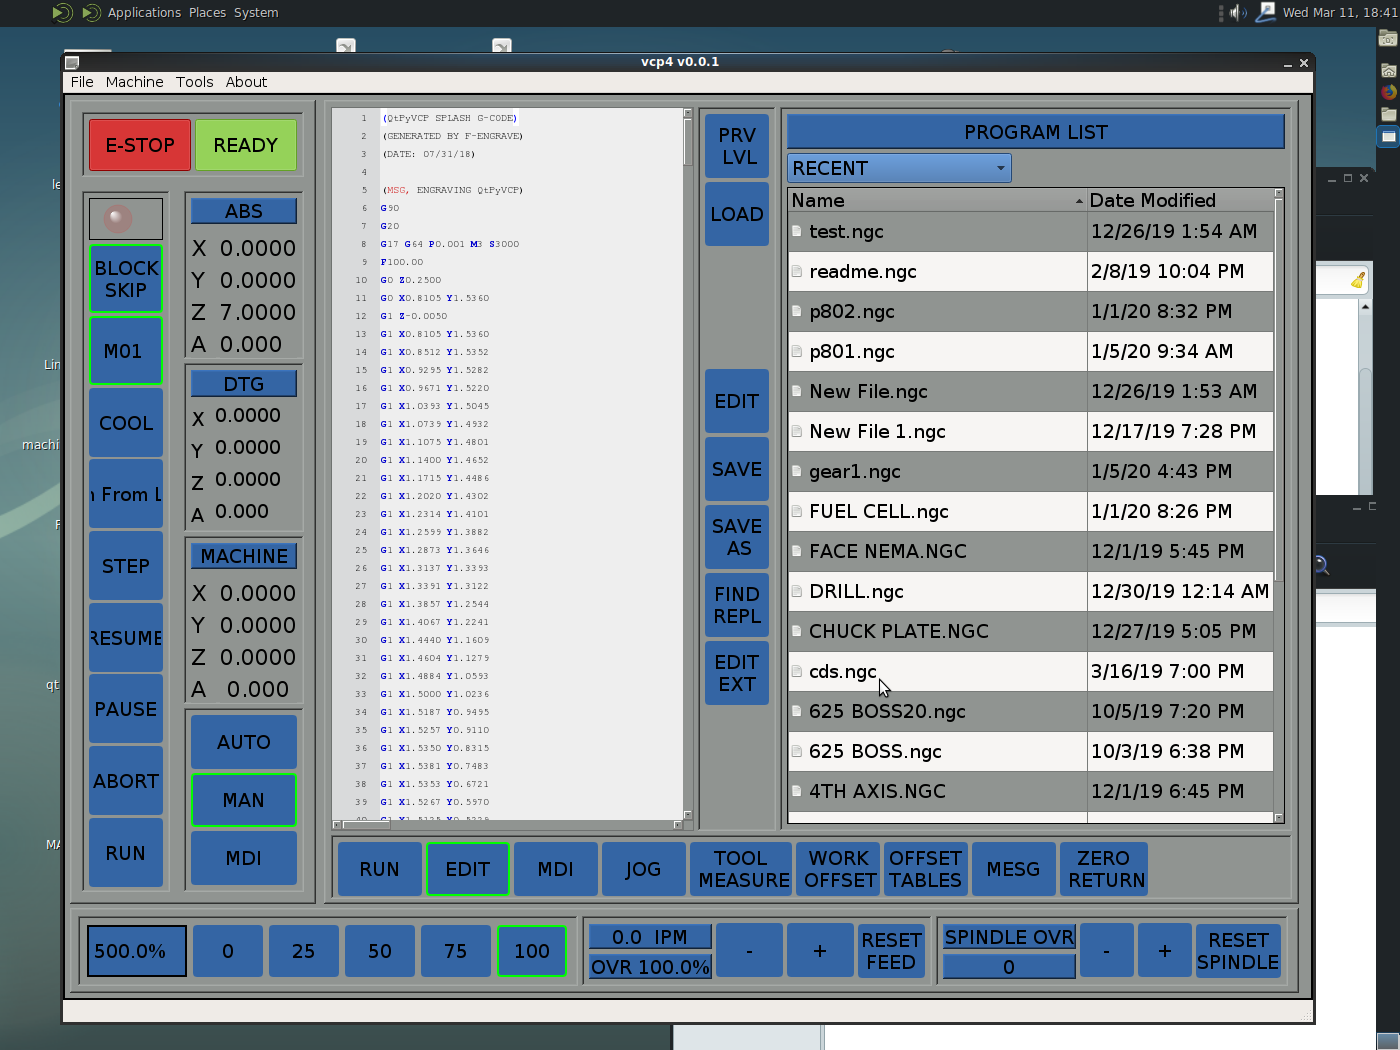 Applications Places System
Wed Mar 11, 18:41
vcp4 v0.0.1
File Machine Tools About
E-STOP
READY
BLOCK SKIP
M01
COOL
STEP
RESUME
PAUSE
ABORT
RUN
ABS
X 0.0000
Y 0.0000
Z 7.0000
A 0.000
DTG
X 0.0000
Y 0.0000
Z 0.0000
A 0.000
MACHINE
X 0.0000
Y 0.0000
Z 0.0000
A 0.000
AUTO
MAN
MDI
1 (QtPyVCP SPLASH G-CODE)
2 (GENERATED BY F-ENGRAVE)
3 (DATE: 07/31/18)
4
5 (MSG, ENGRAVING QtPyVCP)
6 G90
7 G20
8 G17 G64 P0.001 M3 S3000
9 F100.00
10 G0 Z0.2500
11 G0 X0.8105 Y1.5360
12 G1 Z-0.0050
13 G1 X0.8105 Y1.5360
14 G1 X0.8512 Y1.5352
15 G1 X0.9295 Y1.5282
16 G1 X0.9671 Y1.5220
17 G1 X1.0393 Y1.5045
18 G1 X1.0739 Y1.4932
19 G1 X1.1075 Y1.4801
20 G1 X1.1400 Y1.4652
21 G1 X1.1715 Y1.4486
22 G1 X1.2020 Y1.4302
23 G1 X1.2314 Y1.4101
24 G1 X1.2599 Y1.3882
25 G1 X1.2873 Y1.3646
26 G1 X1.3137 Y1.3393
27 G1 X1.3391 Y1.3122
28 G1 X1.3857 Y1.2544
29 G1 X1.4067 Y1.2241
30 G1 X1.4440 Y1.1609
31 G1 X1.4604 Y1.1279
32 G1 X1.4884 Y1.0593
33 G1 X1.5000 Y1.0236
34 G1 X1.5187 Y0.9495
35 G1 X1.5257 Y0.9110
36 G1 X1.5350 Y0.8315
37 G1 X1.5381 Y0.7483
38 G1 X1.5353 Y0.6721
39 G1 X1.5267 Y0.5970
PRV LVL
LOAD
EDIT
SAVE
SAVE AS
FIND REPL
EDIT EXT
PROGRAM LIST
RECENT
Name Date Modified
test.ngc 12/26/19 1:54 AM
readme.ngc 2/8/19 10:04 PM
p802.ngc 1/1/20 8:32 PM
p801.ngc 1/5/20 9:34 AM
New File.ngc 12/26/19 1:53 AM
New File 1.ngc 12/17/19 7:28 PM
gear1.ngc 1/5/20 4:43 PM
FUEL CELL.ngc 1/1/20 8:26 PM
FACE NEMA.NGC 12/1/19 5:45 PM
DRILL.ngc 12/30/19 12:14 AM
CHUCK PLATE.NGC 12/27/19 5:05 PM
cds.ngc 3/16/19 7:00 PM
625 BOSS20.ngc 10/5/19 7:20 PM
625 BOSS.ngc 10/3/19 6:38 PM
4TH AXIS.NGC 12/1/19 6:45 PM
RUN
EDIT
MDI
JOG
TOOL MEASURE
WORK OFFSET
OFFSET TABLES
MESG
ZERO RETURN
500.0%
0
25
50
75
100
0.0 IPM
OVR 100.0%
-
+
RESET FEED
SPINDLE OVR
0
-
+
RESET SPINDLE